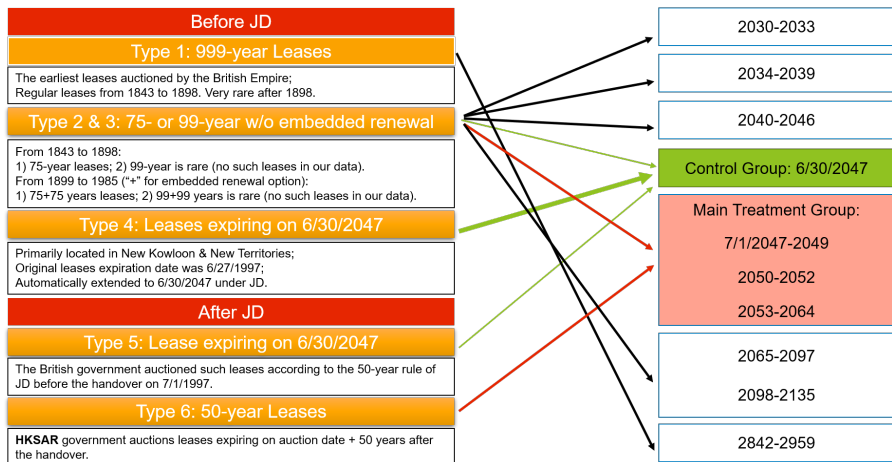 Before JD
Type 1: 999-year Leases
The earliest leases auctioned by the British Empire;
Regular leases from 1843 to 1898. Very rare after 1898.
Type 2 & 3: 75- or 99-year w/o embedded renewal
From 1843 to 1898:
1) 75-year leases; 2) 99-year is rare (no such leases in our data).
From 1899 to 1985 (“+” for embedded renewal option):
1) 75+75 years leases; 2) 99+99 years is rare (no such leases in our data).
Type 4: Leases expiring on 6/30/2047
Primarily located in New Kowloon & New Territories;
Original leases expiration date was 6/27/1997;
Automatically extended to 6/30/2047 under JD.
After JD
Type 5: Lease expiring on 6/30/2047
The British government auctioned such leases according to the 50-year rule of
JD before the handover on 7/1/1997.
Type 6: 50-year Leases
HKSAR government auctions leases expiring on auction date + 50 years after
the handover.
2030-2033
2034-2039
2040-2046
Control Group: 6/30/2047
Main Treatment Group:
7/1/2047-2049
2050-2052
2053-2064
2065-2097
2098-2135
2842-2959